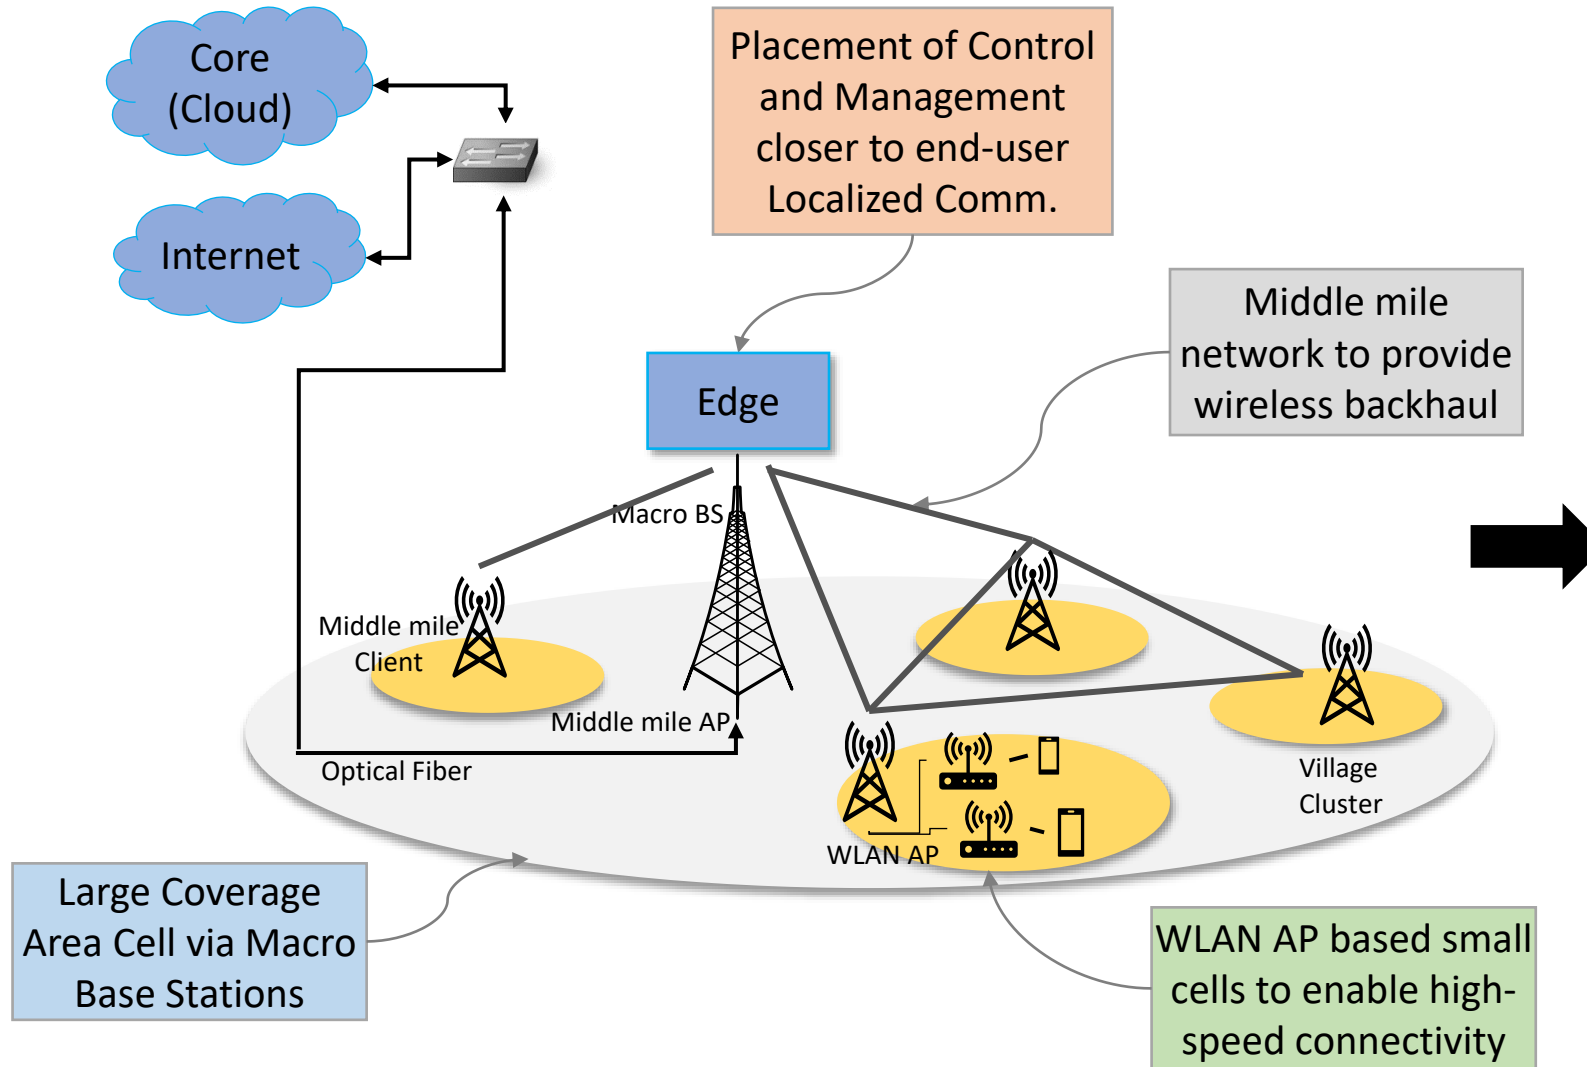 Core
(Cloud)
Internet
Placement of Control
and Management
closer to end-user
Localized Comm.
Middle mile
network to provide
wireless backhaul
Edge
Macro BS
Middle mile
Client
Middle mile AP
Optical Fiber
Village
Cluster
WLAN AP
Large Coverage
Area Cell via Macro
Base Stations
WLAN AP based small
cells to enable high-
speed connectivity